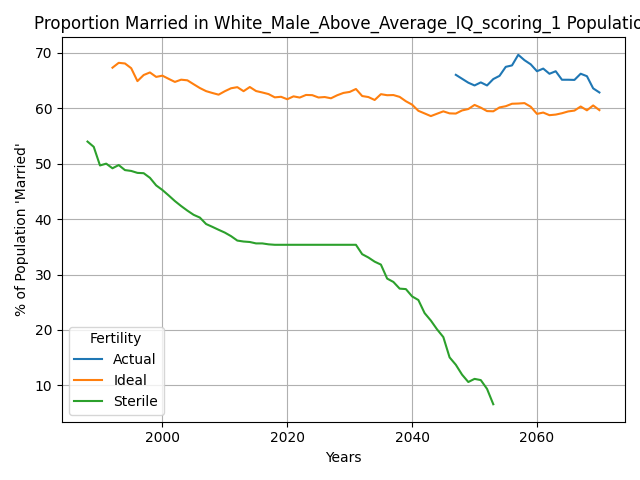 Proportion Married in White_Male_Above_Average_IQ_scoring_1 Populatio
70
60
50
40
30
20
10
% of Population 'Married'
Fertility
Actual
Ideal
Sterile
2000
2020
2040
2060
Years